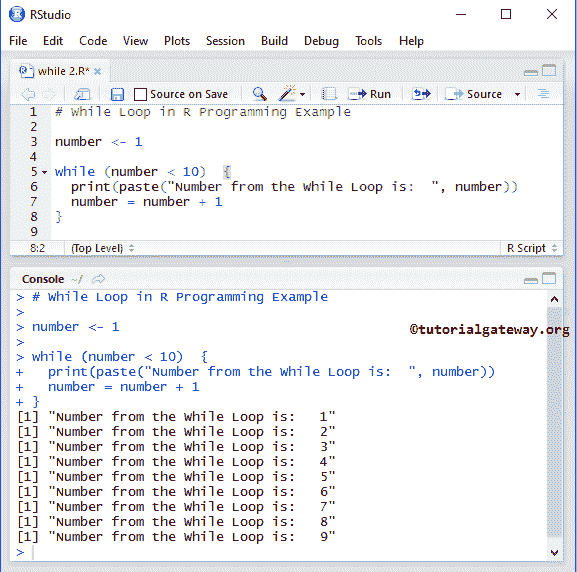 RStudio
File Edit Code View Plots Session Build Debug Tools Help
while 2.R*
Source on Save Run Source
1 # While Loop in R Programming Example
2
3 number <- 1
4
5 while (number < 10)  {
6   print(paste("Number from the While Loop is:  ", number))
7   number = number + 1
8 }
9
8:2 (Top Level) R Script
Console ~/
> # While Loop in R Programming Example
>
> number <- 1
©tutorialgateway.org
>
> while (number < 10)  {
+   print(paste("Number from the While Loop is:  ", number))
+   number = number + 1
+ }
[1] "Number from the While Loop is:   1"
[1] "Number from the While Loop is:   2"
[1] "Number from the While Loop is:   3"
[1] "Number from the While Loop is:   4"
[1] "Number from the While Loop is:   5"
[1] "Number from the While Loop is:   6"
[1] "Number from the While Loop is:   7"
[1] "Number from the While Loop is:   8"
[1] "Number from the While Loop is:   9"
>